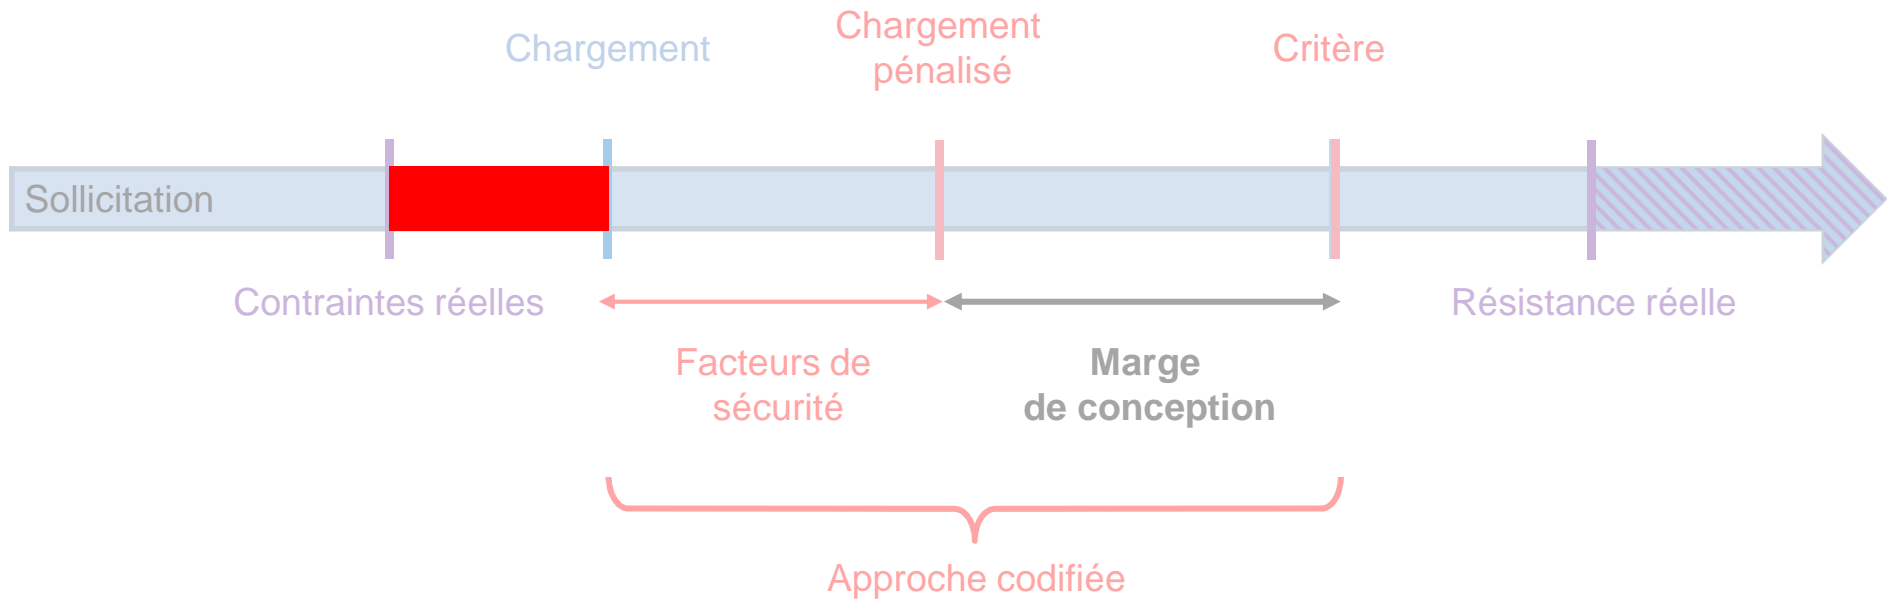 Chargement
Chargement
pénalisé
Critère
Sollicitation
Contraintes réelles
Résistance réelle
Facteurs de
sécurité
Marge
de conception
Approche codifiée